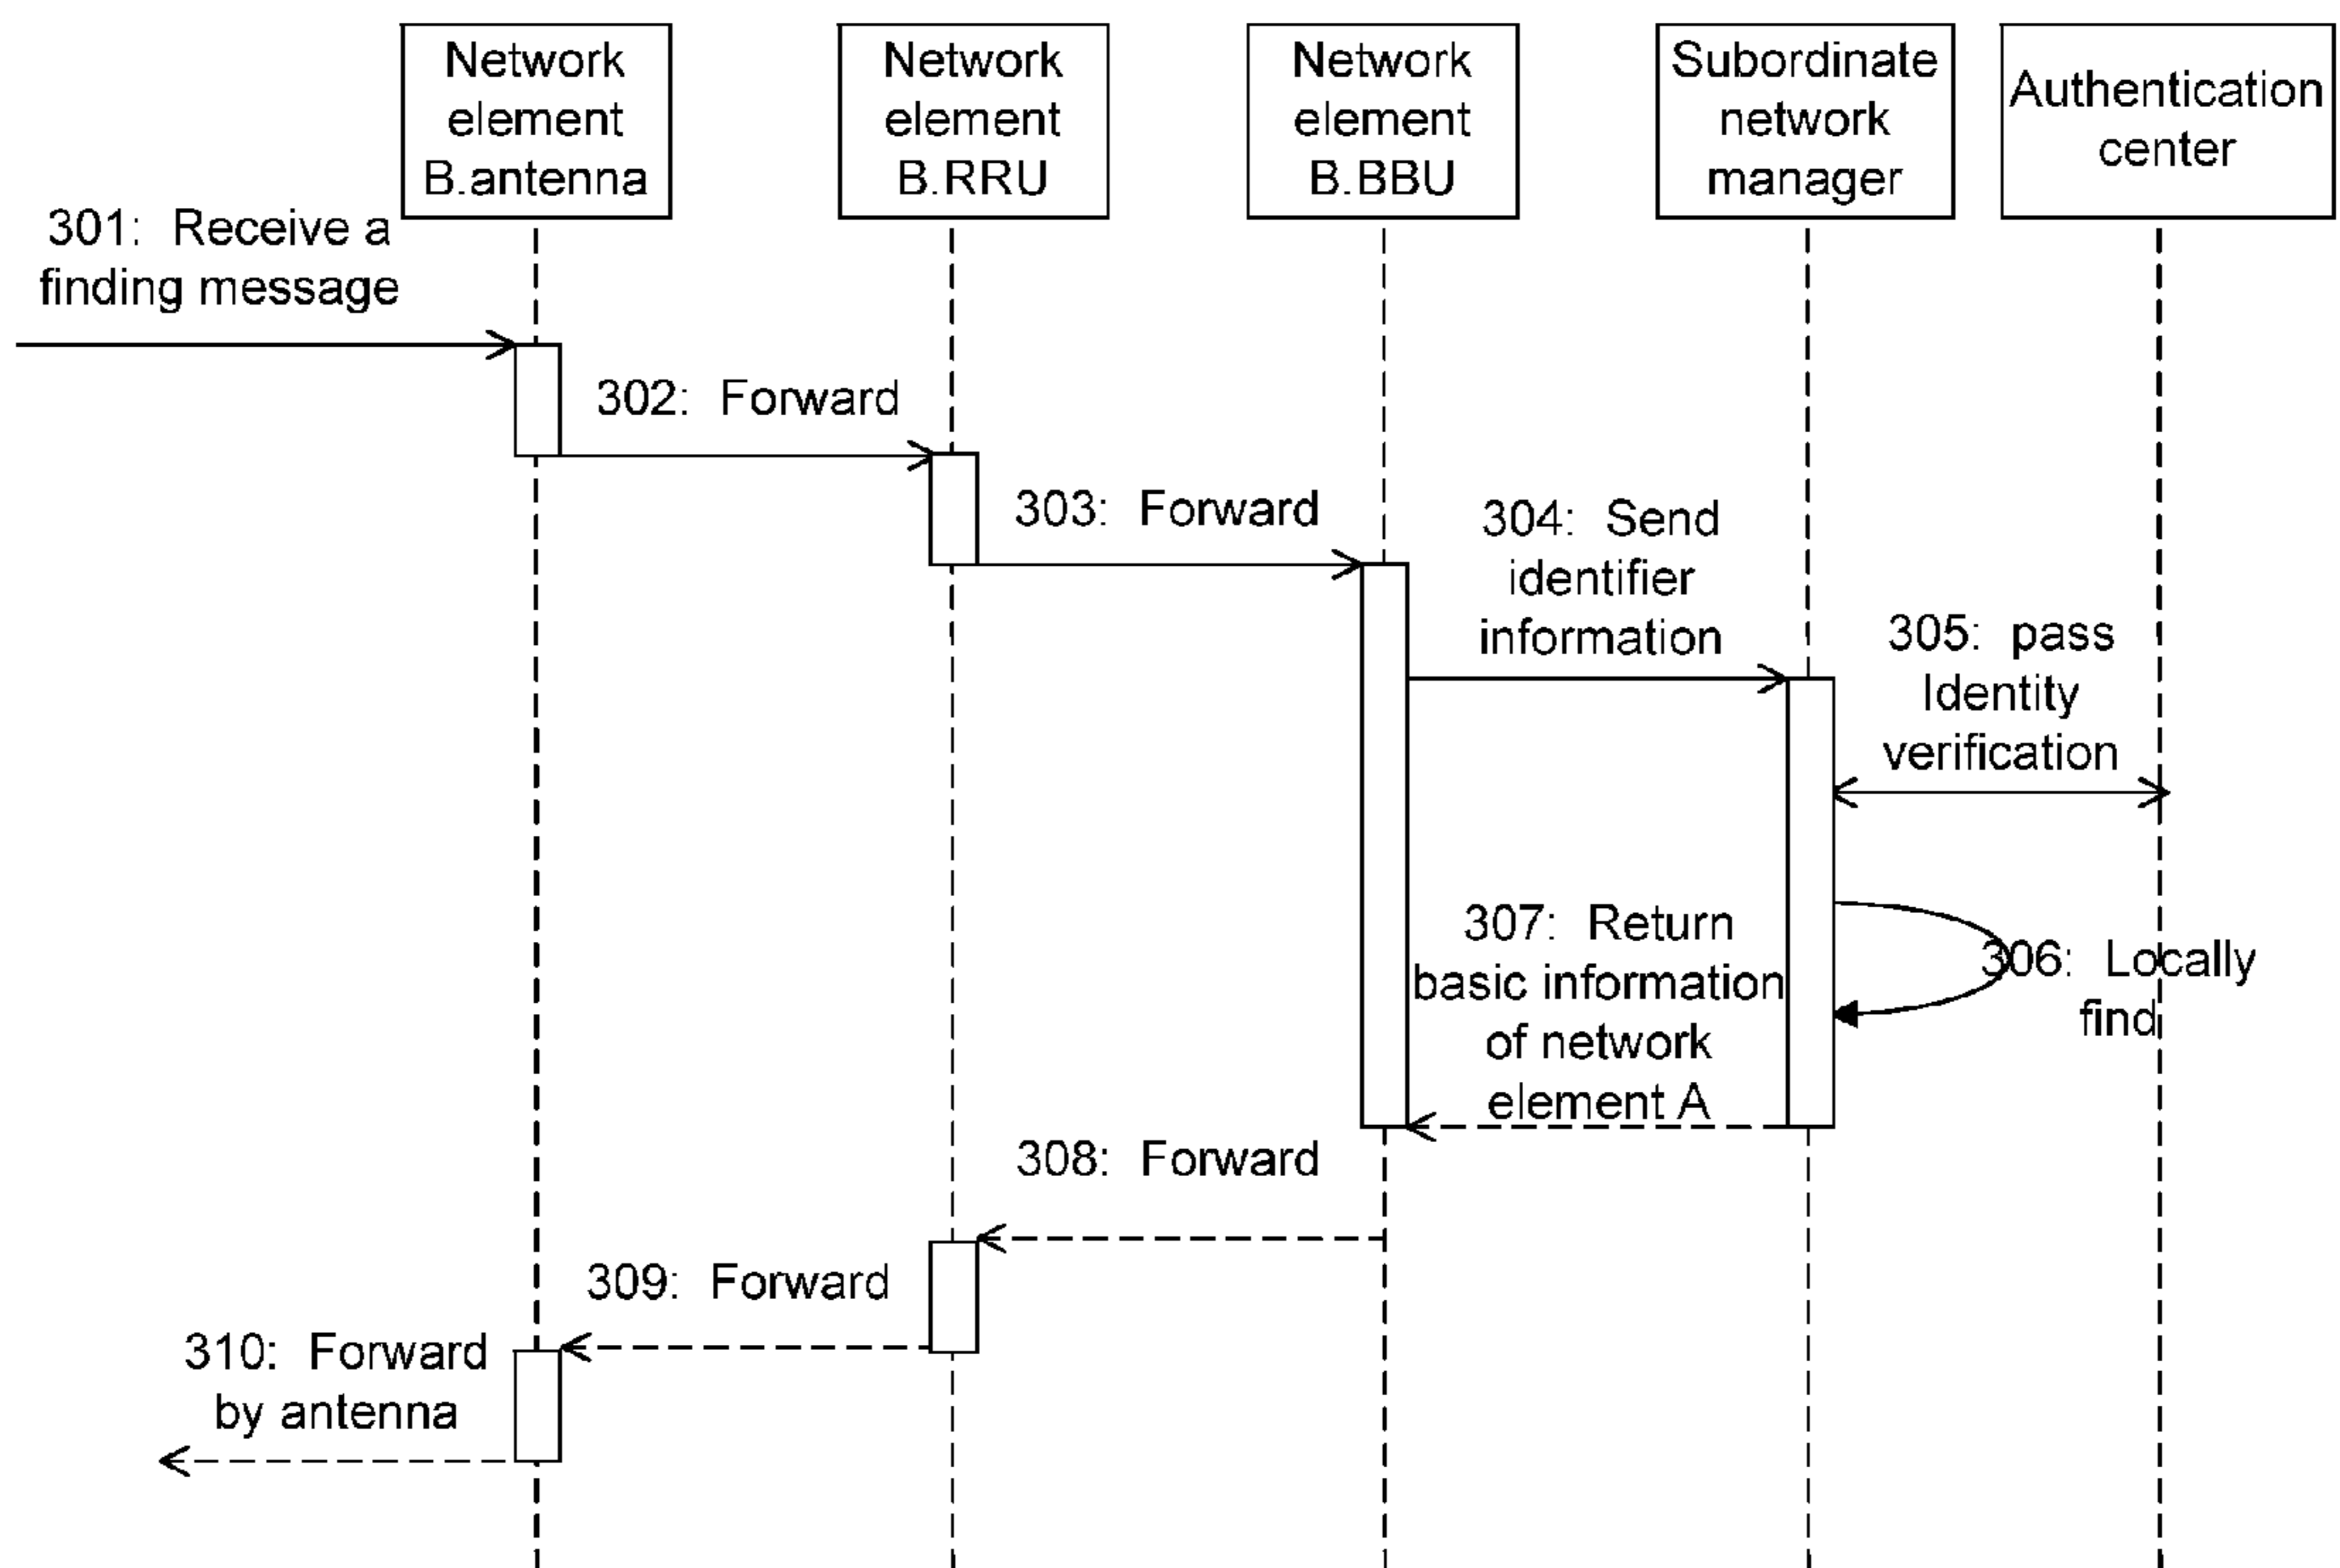 Network
element
B.antenna
Network
element
B.RRU
Network
element
B.BBU
Subordinate
network
manager
Authentication
center
301: Receive a
finding message
302: Forward
303: Forward
304: Send
identifier
information
305: pass
Identity
verification
306: Locally
find
307: Return
basic information
of network
element A
308: Forward
309: Forward
310: Forward
by antenna